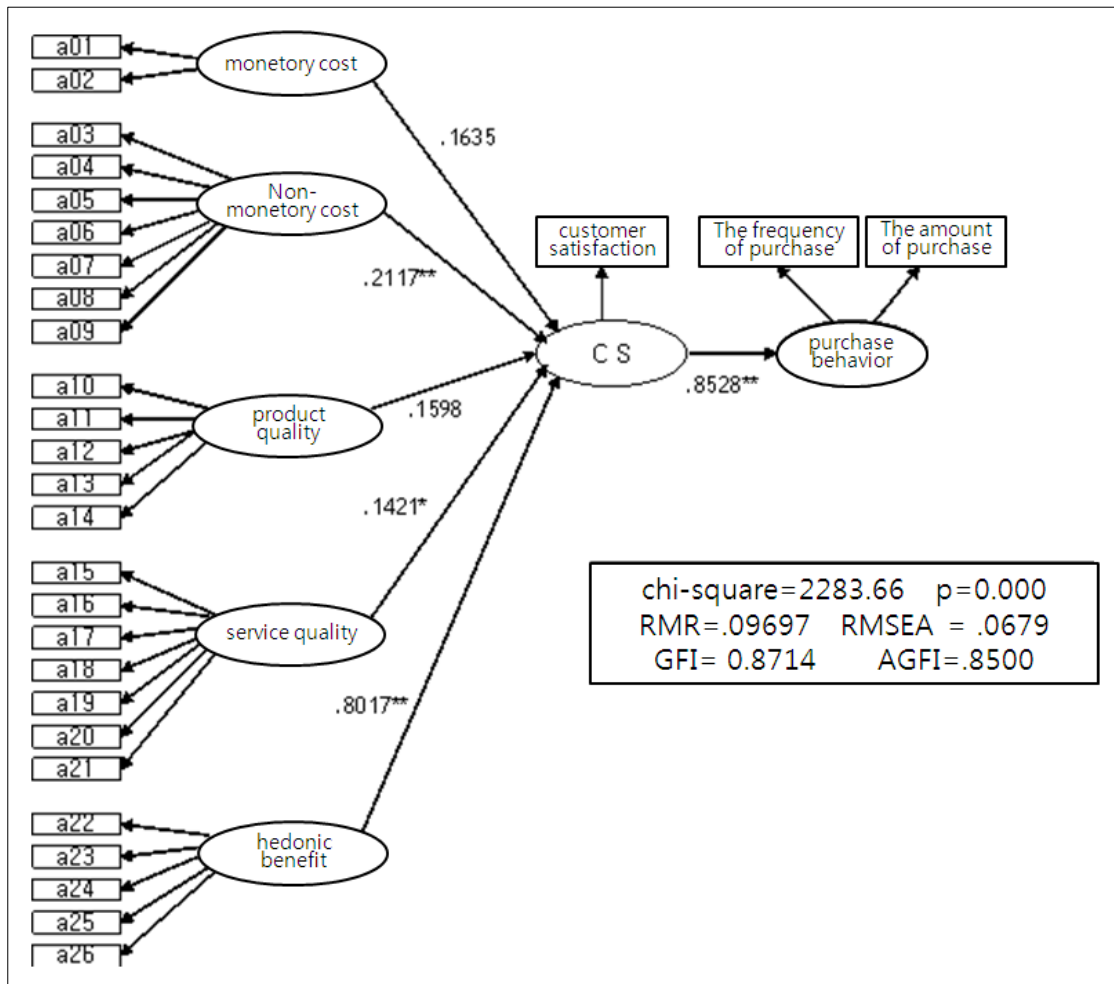 a01
a02
monetory cost
.1635
a03
a04
a05
a06
a07
a08
a09
Non-
monetory cost
.2117**
customer
satisfaction
The frequency
of purchase
The amount
of purchase
C S
.8528**
purchase
behavior
a10
a11
a12
a13
a14
product
quality
.1598
.1421*
a15
a16
a17
a18
a19
a20
a21
service quality
.8017**
chi-square=2283.66 p=0.000
RMR=.09697 RMSEA = .0679
GFI= 0.8714 AGFI=.8500
a22
a23
a24
a25
a26
hedonic
benefit